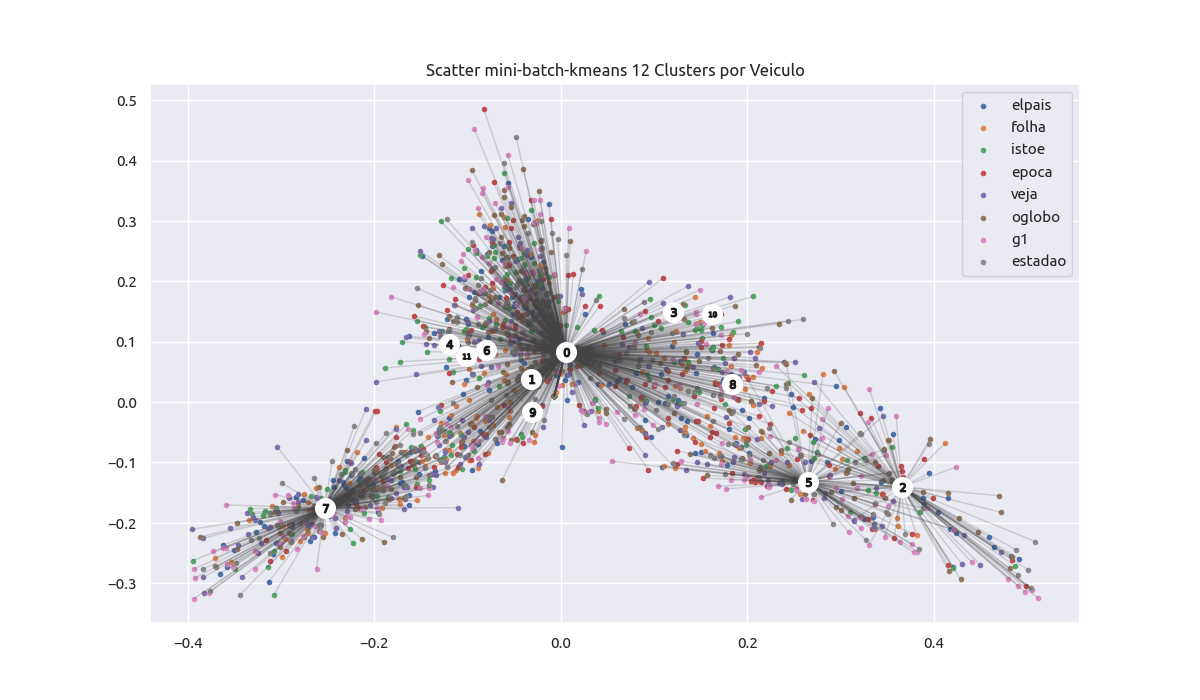 Scatter mini-batch-kmeans 12 Clusters por Veiculo
0.5
0.4
0.3
0.2
0.1
0.0
−0.1
−0.2
−0.3
−0.4
−0.2
0.0
0.2
0.4
elpais
folha
istoe
epoca
veja
oglobo
g1
estadao
3
10
4
11
6
0
1
8
9
5
2
7